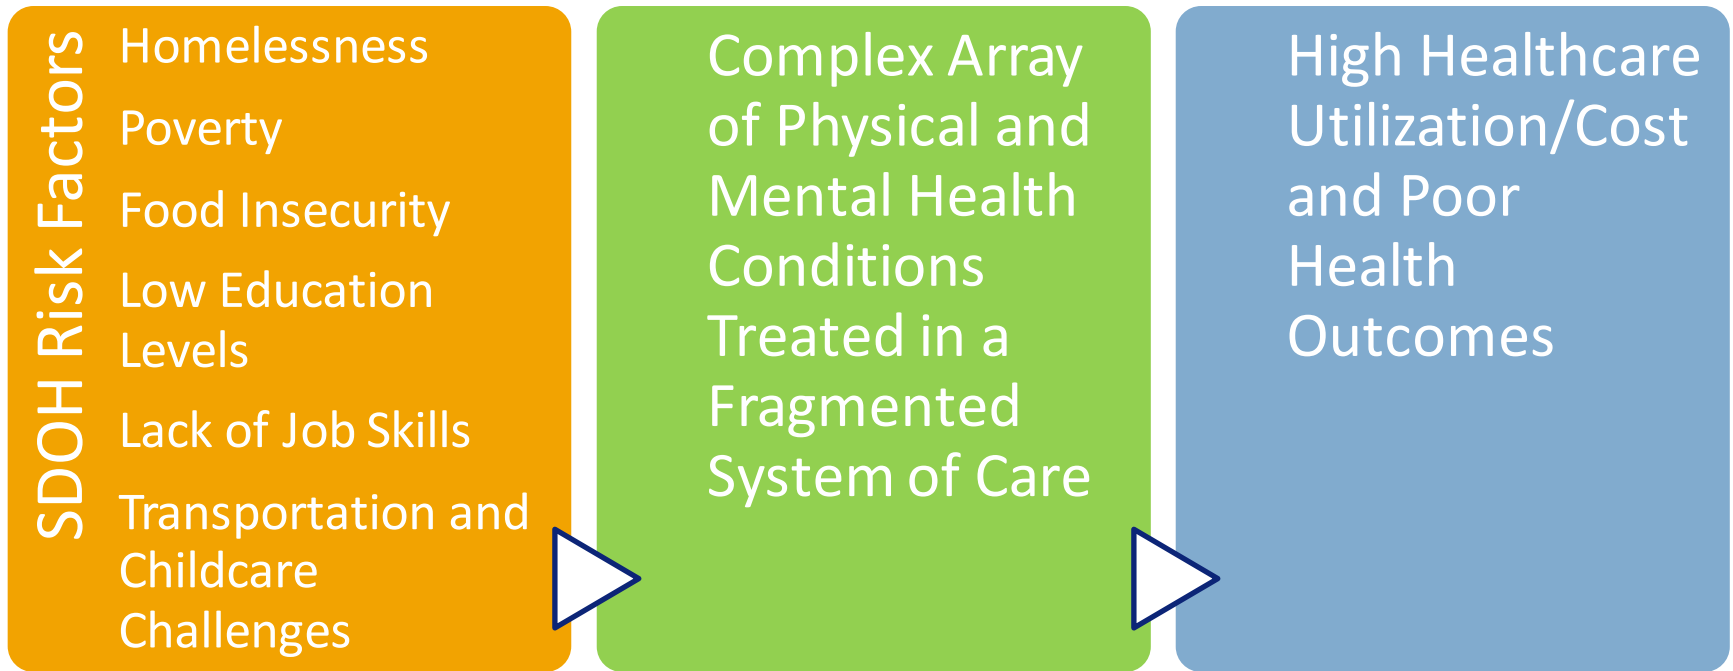 SDOH Risk Factors
Homelessness
Poverty
Food Insecurity
Low Education
Levels
Lack of Job Skills
Transportation and
Childcare
Challenges
Complex Array
of Physical and
Mental Health
Conditions
Treated in a
Fragmented
System of Care
High Healthcare
Utilization/Cost
and Poor
Health
Outcomes